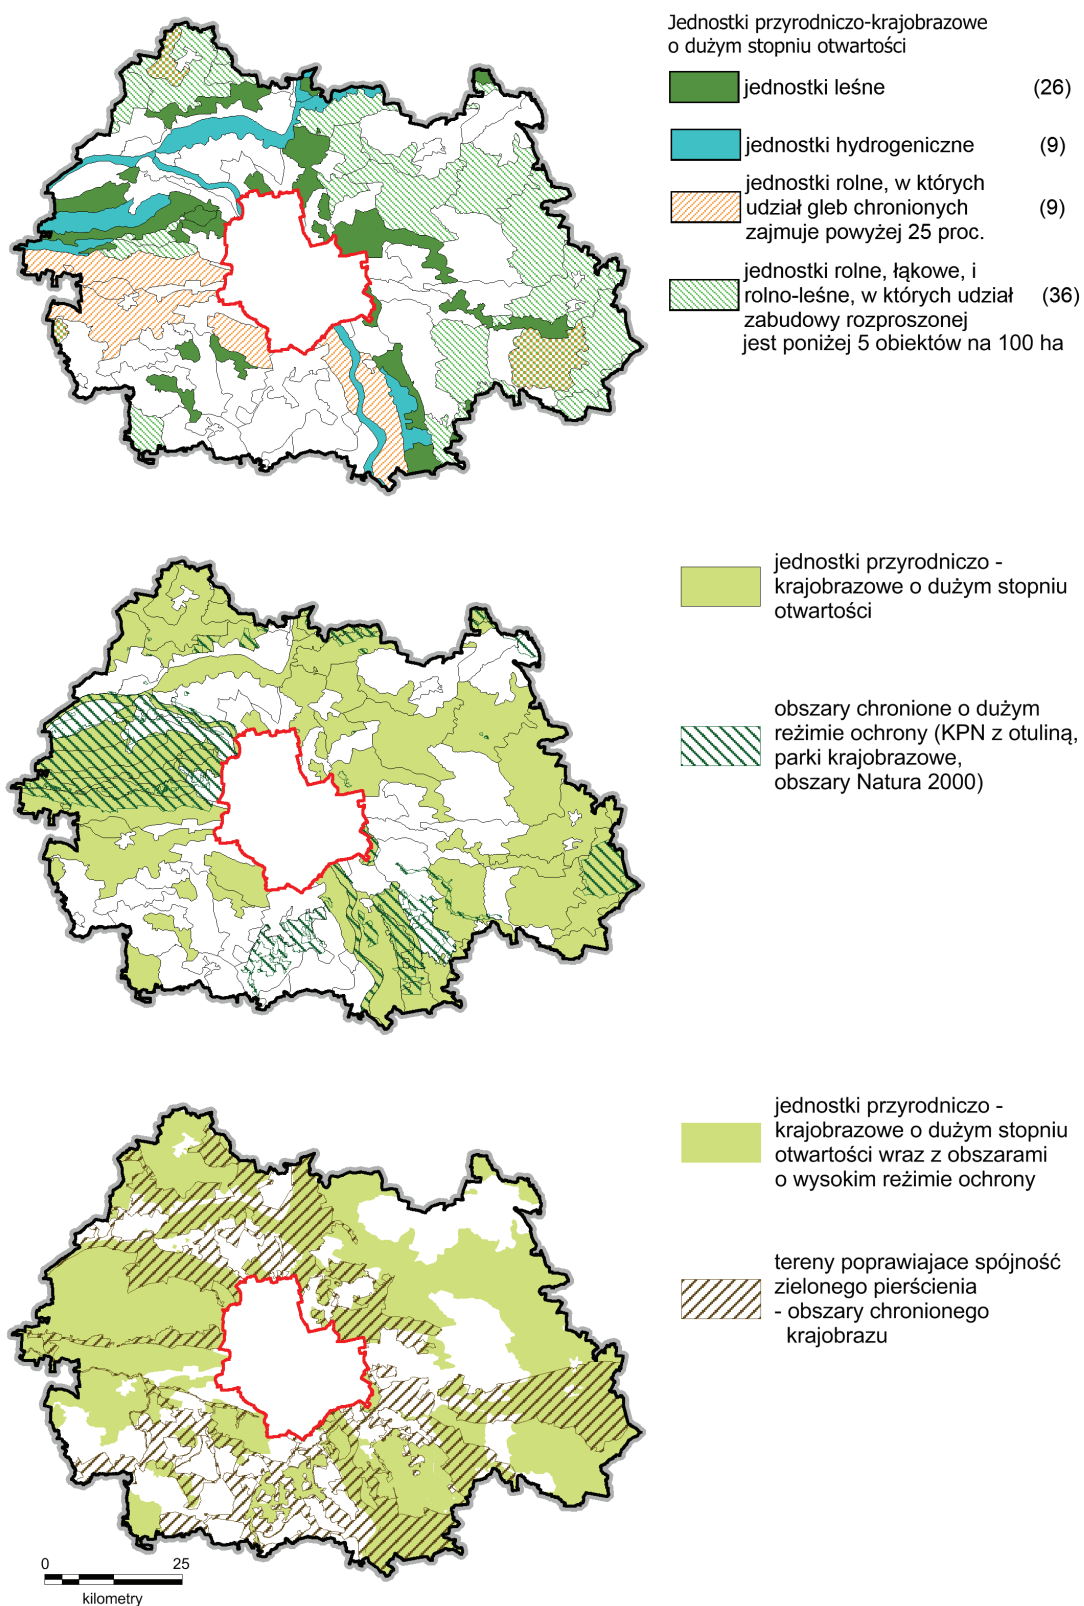 Jednostki przyrodniczo-krajobrazowe
o dużym stopniu otwartości
jednostki leśne (26)
jednostki hydrogeniczne (9)
jednostki rolne, w których
udział gleb chronionych (9)
zajmuje powyżej 25 proc.
jednostki rolne, łąkowe, i
rolno-leśne, w których udział (36)
zabudowy rozproszonej
jest poniżej 5 obiektów na 100 ha
jednostki przyrodniczo -
krajobrazowe o dużym stopniu
otwartości
obszary chronione o dużym
reżimie ochrony (KPN z otuliną,
parki krajobrazowe,
obszary Natura 2000)
jednostki przyrodniczo -
krajobrazowe o dużym stopniu
otwartości wraz z obszarami
o wysokim reżimie ochrony
tereny poprawiajace spójność
zielonego pierścienia
- obszary chronionego
krajobrazu
0 25
kilometry